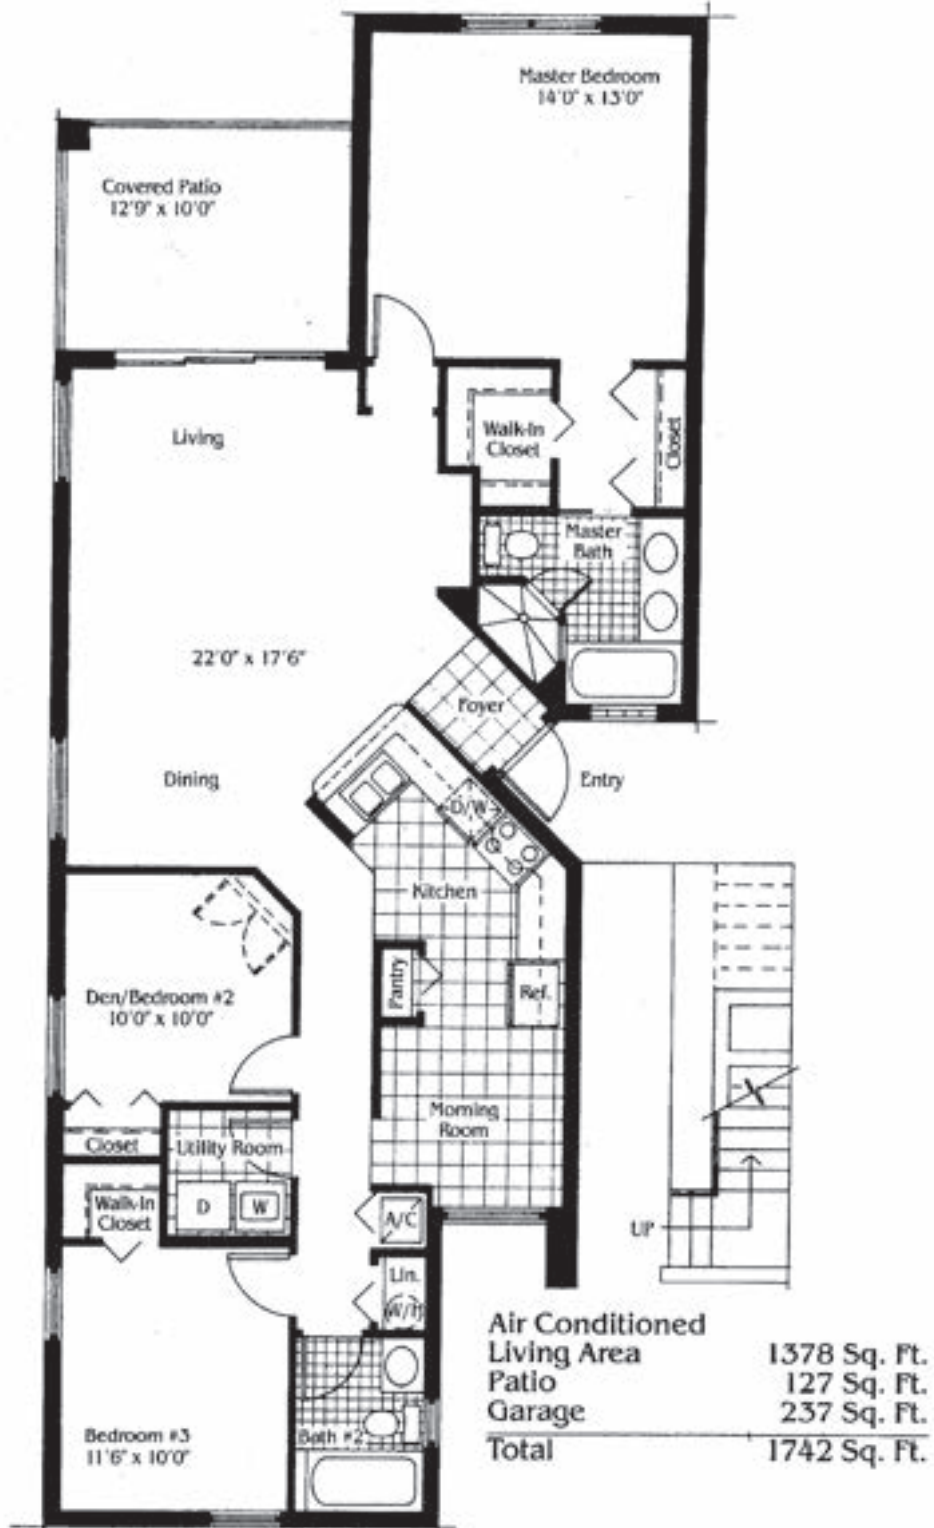 Master Bedroom
14'0" x 13'0"
Covered Patio
12'9" x 10'0"
Living
Walk-In
Closet
Closet
Master
Bath
22'0" x 17'6"
Foyer
Dining
Entry
D/W
Kitchen
Pantry
Ref.
Den/Bedroom #2
10'0" x 10'0"
Morning
Room
Closet
Utility Room
D
W
Walk-In
Closet
A/C
UP
Lin.
(W/H)
Bedroom #3
11'6" x 10'0"
Bath #2
Air Conditioned
Living Area 1378 Sq. Ft.
Patio 127 Sq. Ft.
Garage 237 Sq. Ft.
Total 1742 Sq. Ft.